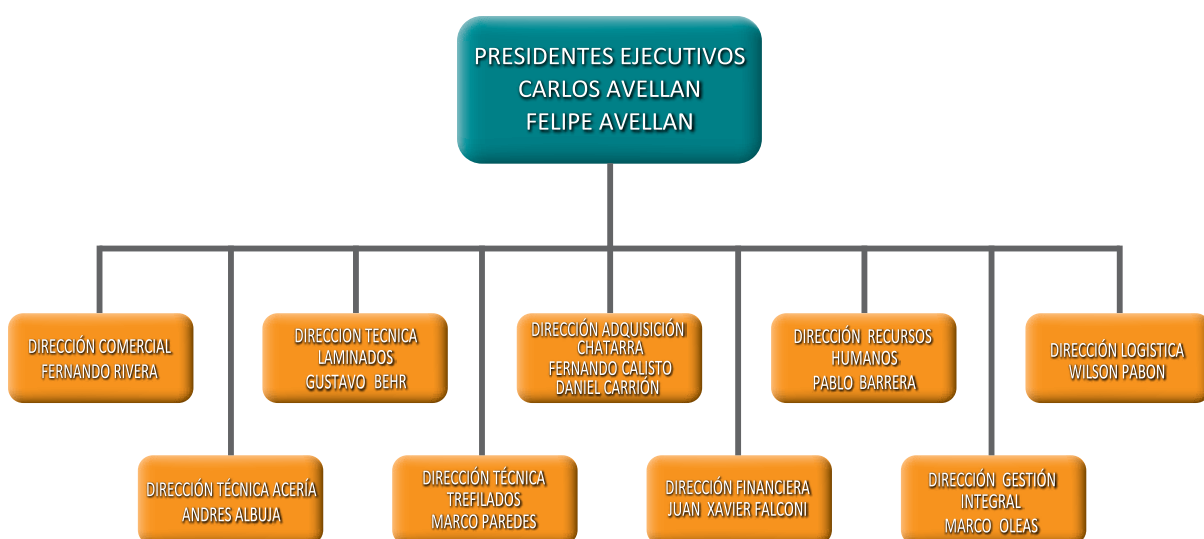 PRESIDENTES EJECUTIVOS
CARLOS AVELLAN
FELIPE AVELLAN
DIRECCIÓN COMERCIAL
FERNANDO RIVERA
DIRECCION TECNICA
LAMINADOS
GUSTAVO BEHR
DIRECCIÓN ADQUISICIÓN
CHATARRA
FERNANDO CALISTO
DANIEL CARRIÓN
DIRECCIÓN RECURSOS
HUMANOS
PABLO BARRERA
DIRECCIÓN LOGISTICA
WILSON PABON
DIRECCIÓN TÉCNICA ACERÍA
ANDRES ALBUJA
DIRECCIÓN TÉCNICA
TREFILADOS
MARCO PAREDES
DIRECCIÓN FINANCIERA
JUAN XAVIER FALCONI
DIRECCIÓN GESTIÓN
INTEGRAL
MARCO OLEAS